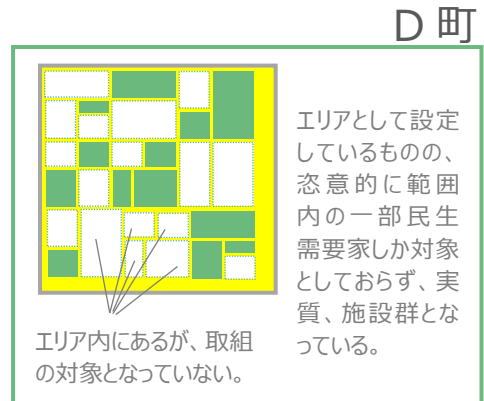 D 町
エリアとして設定
しているものの、
恣意的に範囲
内の一部民生
需要家しか対象
としておらず、実
質、施設群とな
っている。
エリア内にあるが、取組
の対象となっていない。